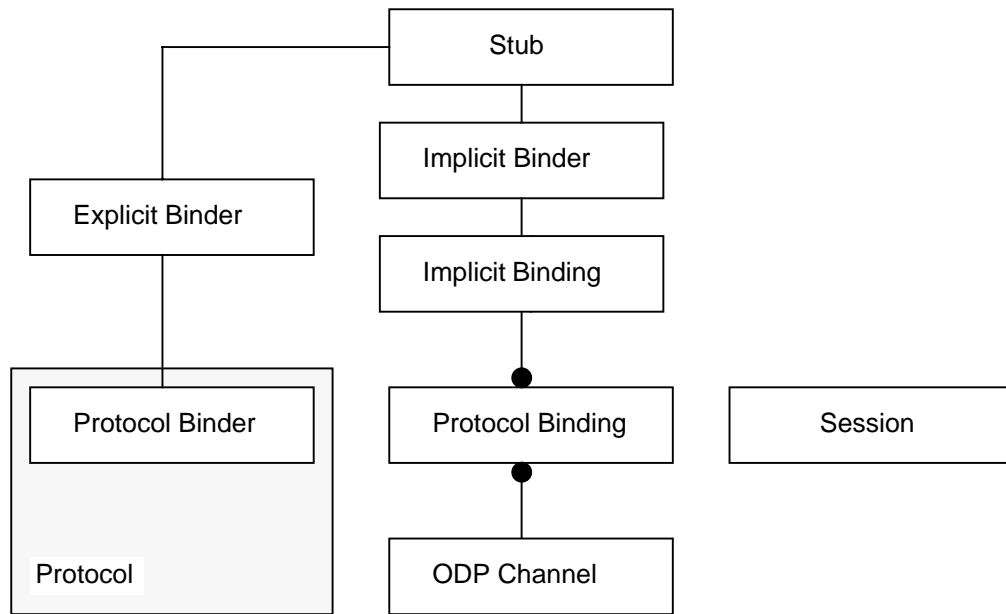 Stub
Implicit Binder
Explicit Binder
Implicit Binding
Protocol Binder
Protocol Binding
Session
Protocol
ODP Channel